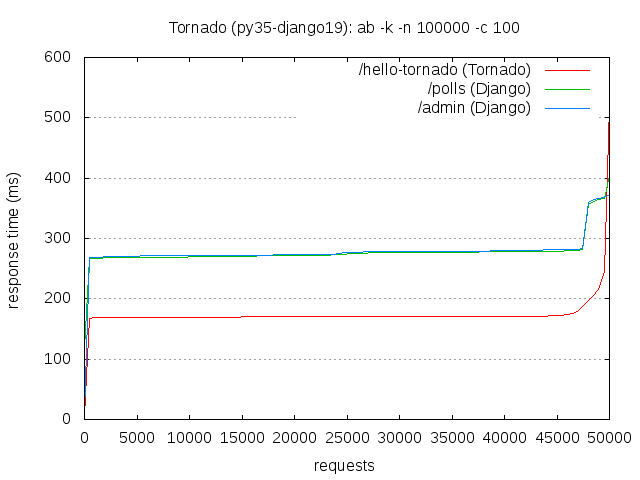 Tornado (py35-django19): ab -k -n 100000 -c 100
/hello-tornado (Tornado)
/polls (Django)
/admin (Django)
600
500
400
300
200
100
0
response time (ms)
0 5000 10000 15000 20000 25000 30000 35000 40000 45000 50000
requests